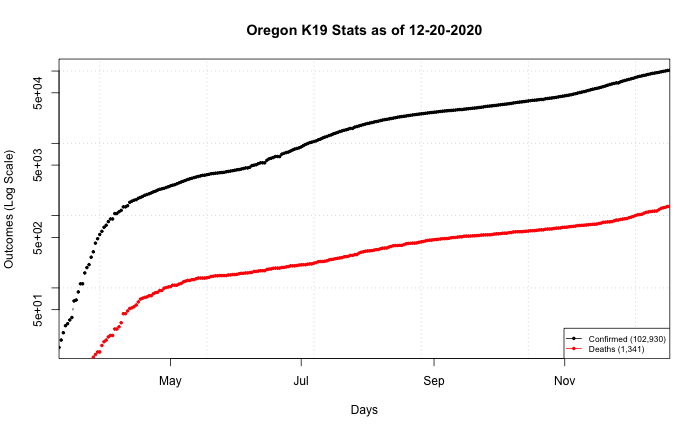 Oregon K19 Stats as of 12-20-2020
Outcomes (Log Scale)
5e+04
5e+03
5e+02
5e+01
May
Jul
Sep
Nov
Days
Confirmed (102,930)
Deaths (1,341)